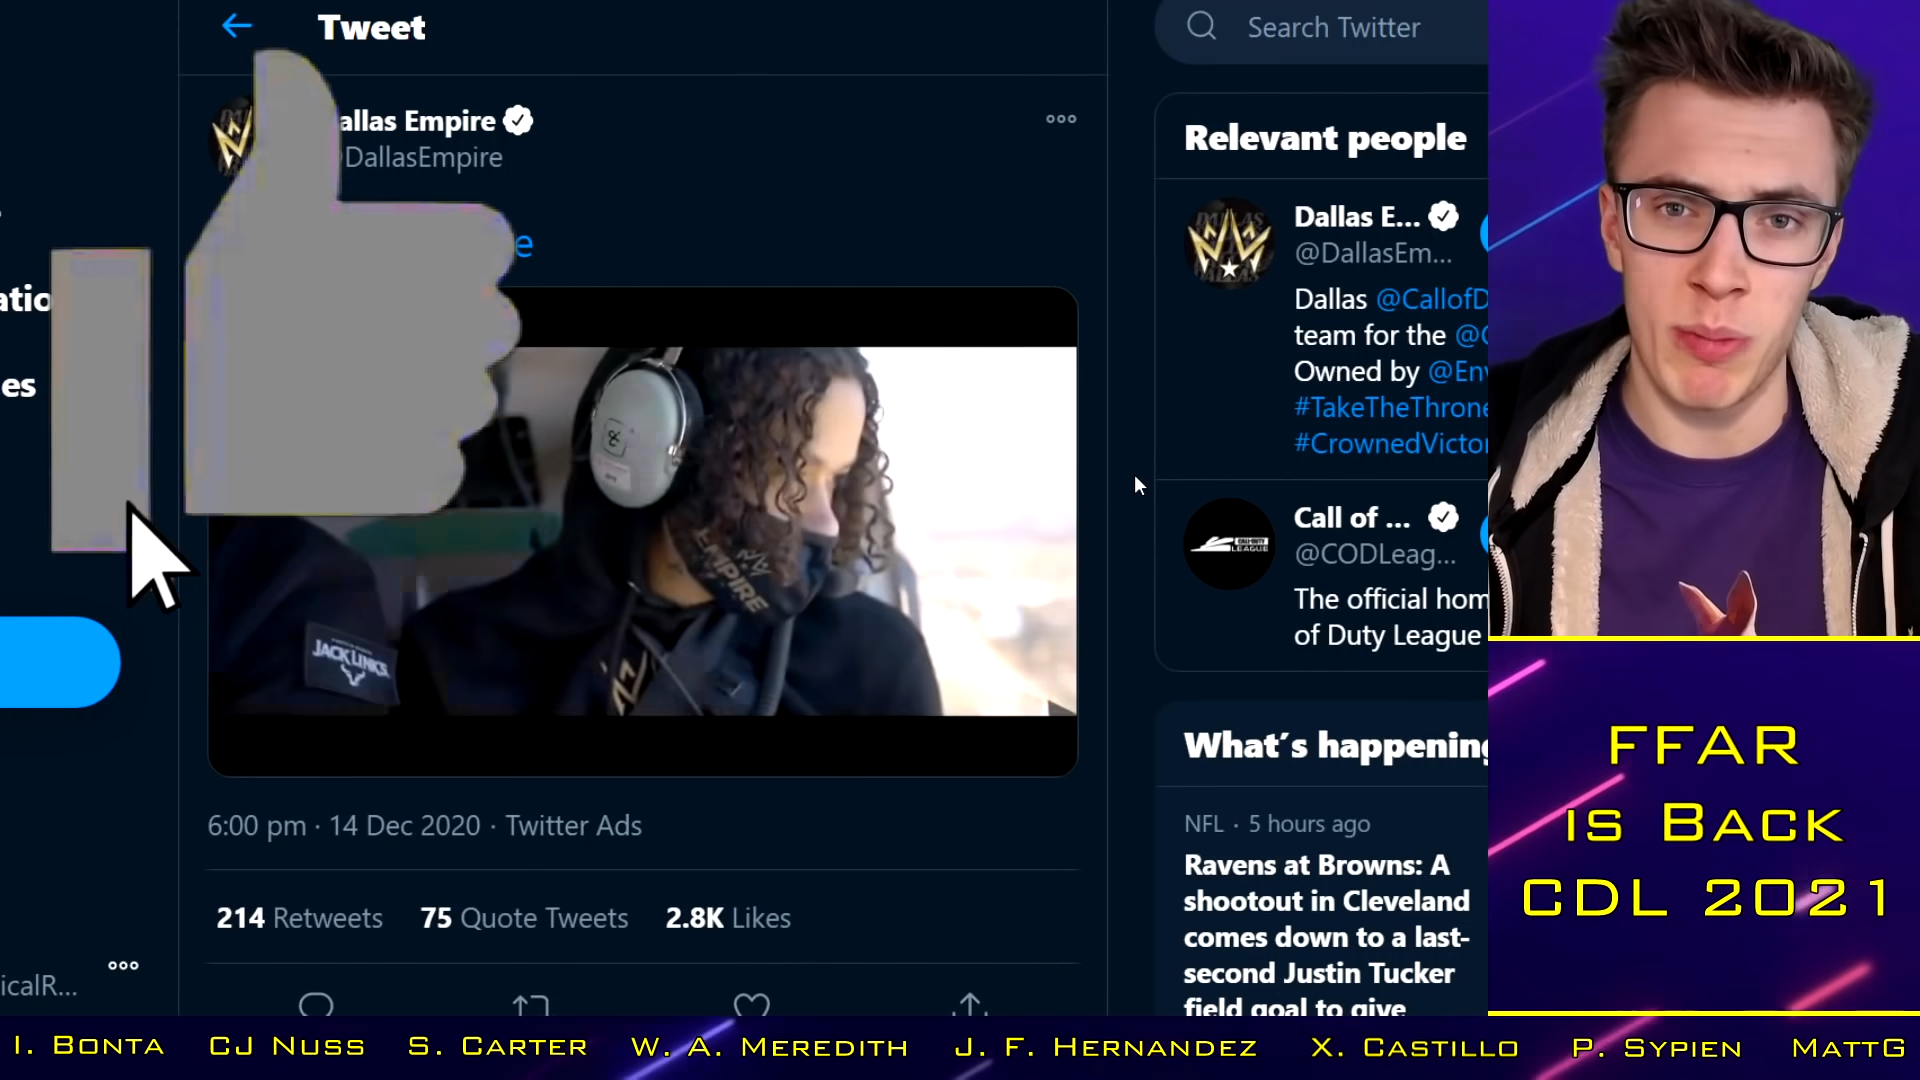 Tweet
allas Empire
@DallasEmpire
e
EMPIRE
JACK LINK'S
6:00 pm · 14 Dec 2020 · Twitter Ads
214 Retweets 75 Quote Tweets 2.8K Likes
atio
es
icalR...
Search Twitter
Relevant people
Dallas E...
@DallasEm...
Dallas @CallofD
team for the @C
Owned by @Env
#TakeTheThrone
#CrownedVictor
Call of ...
@CODLeag...
The official hom
of Duty League
What's happening
NFL · 5 hours ago
Ravens at Browns: A
shootout in Cleveland
comes down to a last-
second Justin Tucker
field goal to give
FFAR
is Back
CDL 2021
I. Bonta CJ Nuss S. Carter W. A. Meredith J. F. Hernandez X. Castillo P. Sypien MattG